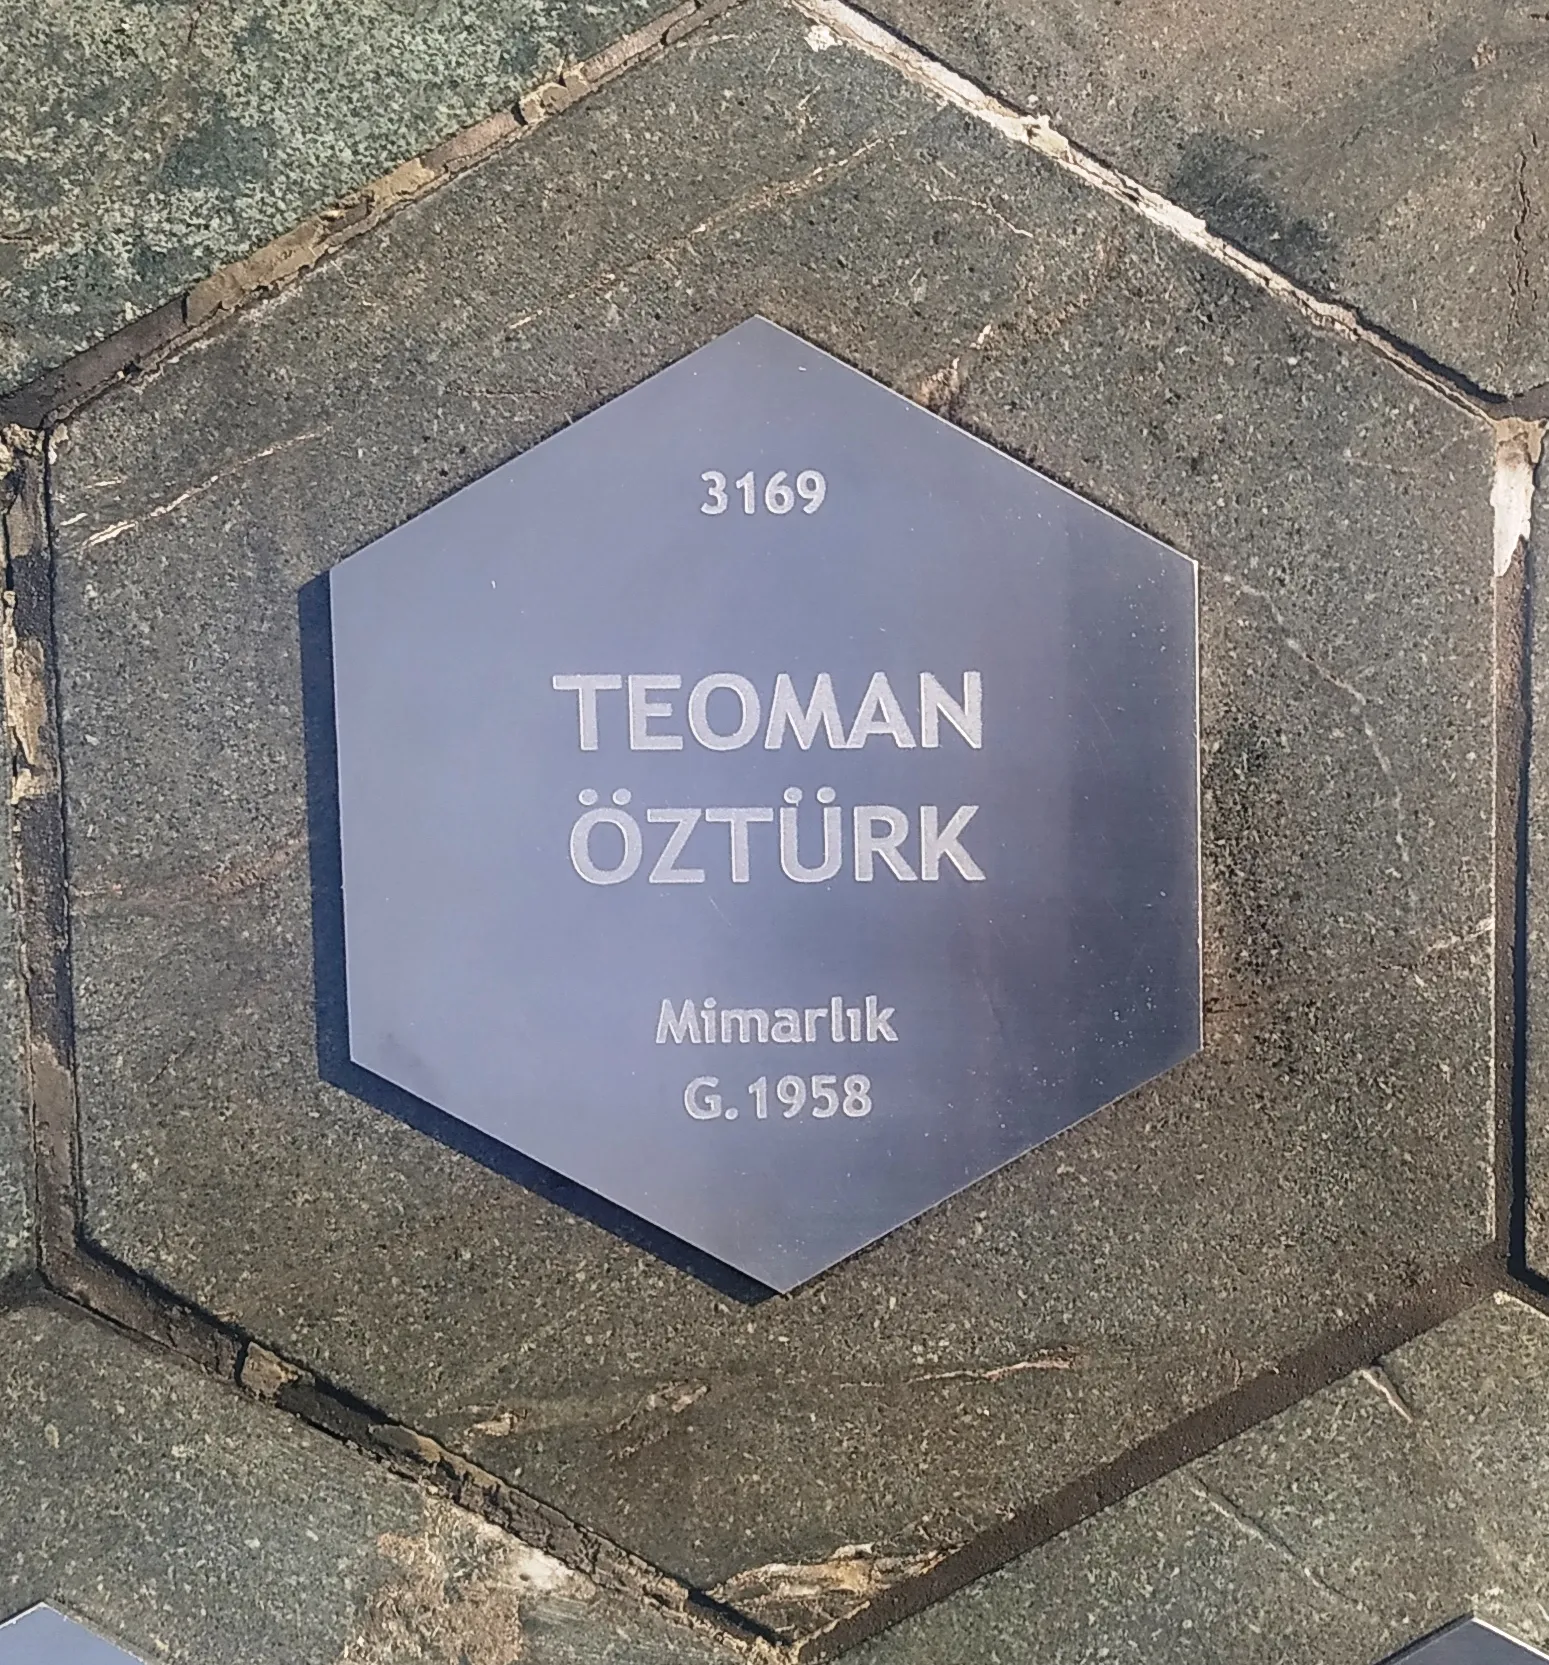 3169
TEOMAN
ÖZTÜRK
Mimarlık
G.1958